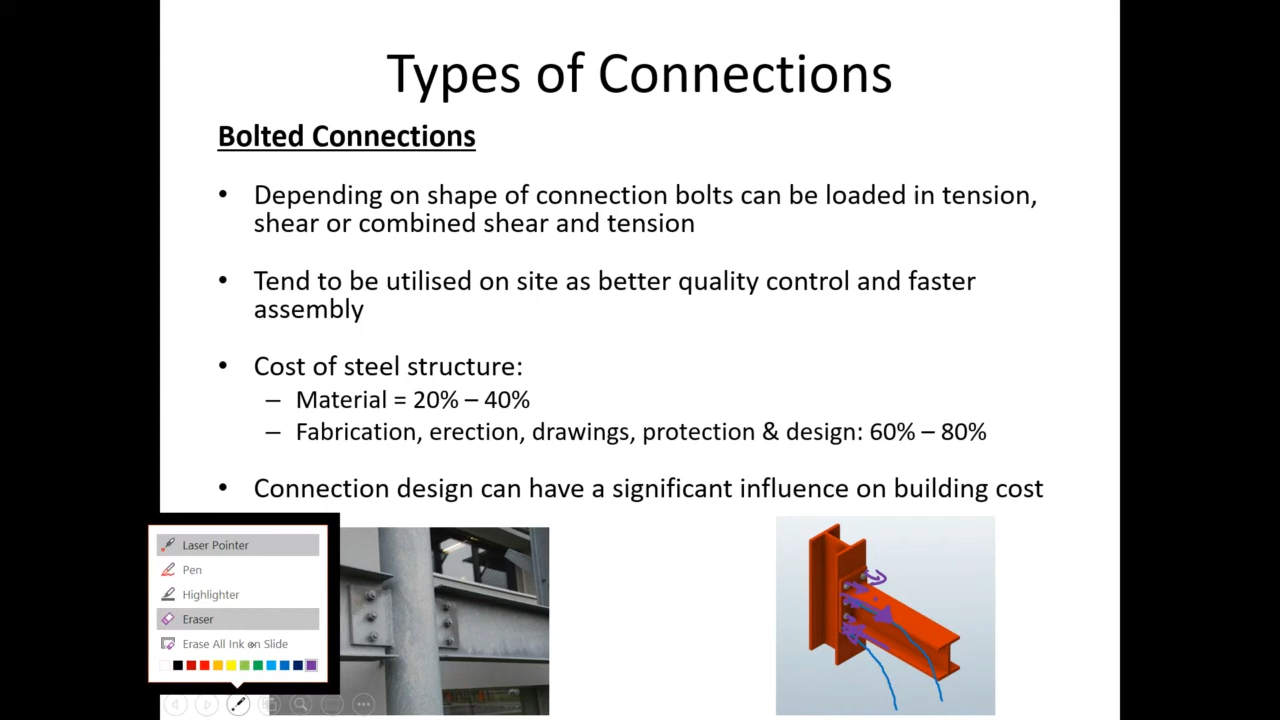 Types of Connections
Bolted Connections
• Depending on shape of connection bolts can be loaded in tension,
shear or combined shear and tension
• Tend to be utilised on site as better quality control and faster
assembly
• Cost of steel structure:
– Material = 20% – 40%
– Fabrication, erection, drawings, protection & design: 60% – 80%
• Connection design can have a significant influence on building cost
Laser Pointer
Pen
Highlighter
Eraser
Erase All Ink on Slide